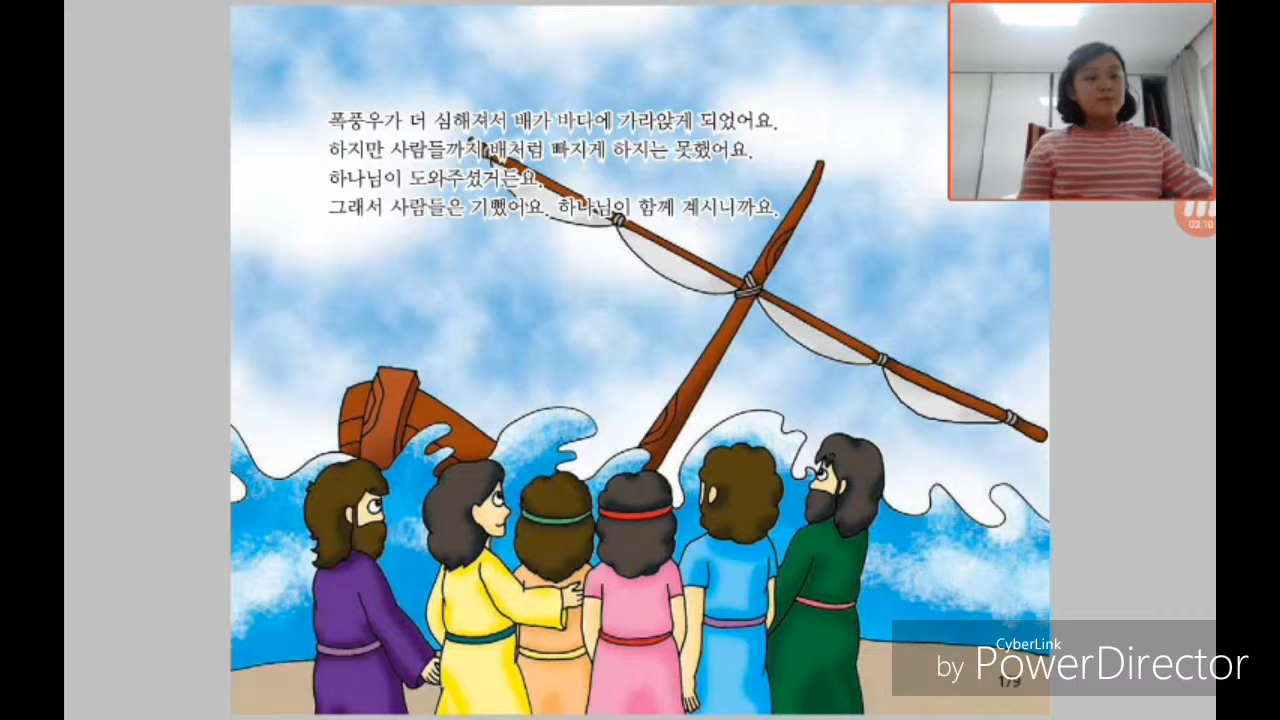 폭풍우가 더 심해져서 배가 바다에 가라앉게 되었어요.
하지만 사람들까지 배처럼 빠지게 하지는 못했어요.
하나님이 도와주셨거든요.
그래서 사람들은 기뻤어요. 하나님이 함께 계시니까요.
03:10
CyberLink
by PowerDirector
179